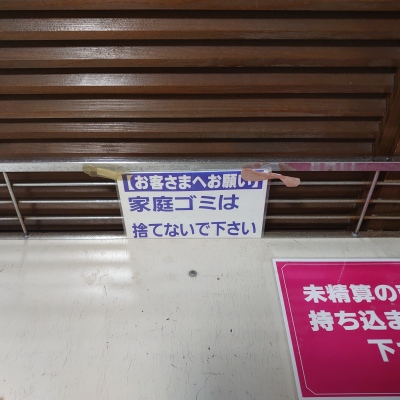 【お客さまへお願い】
家庭ゴミは
捨てないで下さい
未精算の
持ち込ま
下